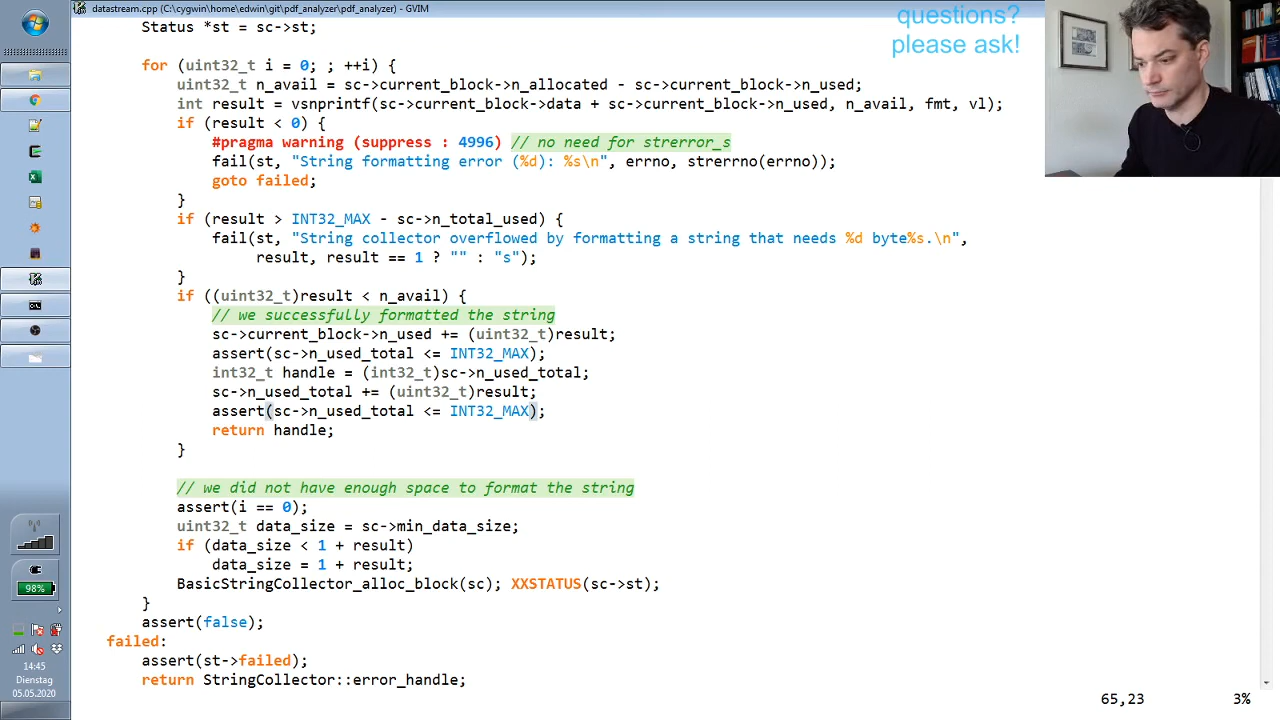 datastream.cpp (C:\cygwin\home\edwin\git\pdf_analyzer\pdf_analyzer) - GVIM
questions?
please ask!
Status *st = sc->st;
for (uint32_t i = 0; ; ++i) {
uint32_t n_avail = sc->current_block->n_allocated - sc->current_block->n_used;
int result = vsnprintf(sc->current_block->data + sc->current_block->n_used, n_avail, fmt, vl);
if (result < 0) {
#pragma warning (suppress : 4996) // no need for strerror_s
fail(st, "String formatting error (%d): %s\n", errno, strerrno(errno));
goto failed;
}
if (result > INT32_MAX - sc->n_total_used) {
fail(st, "String collector overflowed by formatting a string that needs %d byte%s.\n",
result, result == 1 ? "" : "s");
}
if ((uint32_t)result < n_avail) {
// we successfully formatted the string
sc->current_block->n_used += (uint32_t)result;
assert(sc->n_used_total <= INT32_MAX);
int32_t handle = (int32_t)sc->n_used_total;
sc->n_used_total += (uint32_t)result;
assert(sc->n_used_total <= INT32_MAX);
return handle;
}
// we did not have enough space to format the string
assert(i == 0);
uint32_t data_size = sc->min_data_size;
if (data_size < 1 + result)
data_size = 1 + result;
BasicStringCollector_alloc_block(sc); XXSTATUS(sc->st);
}
assert(false);
failed:
assert(st->failed);
return StringCollector::error_handle;
65,23 3%
98%
14:45
Dienstag
05.05.2020